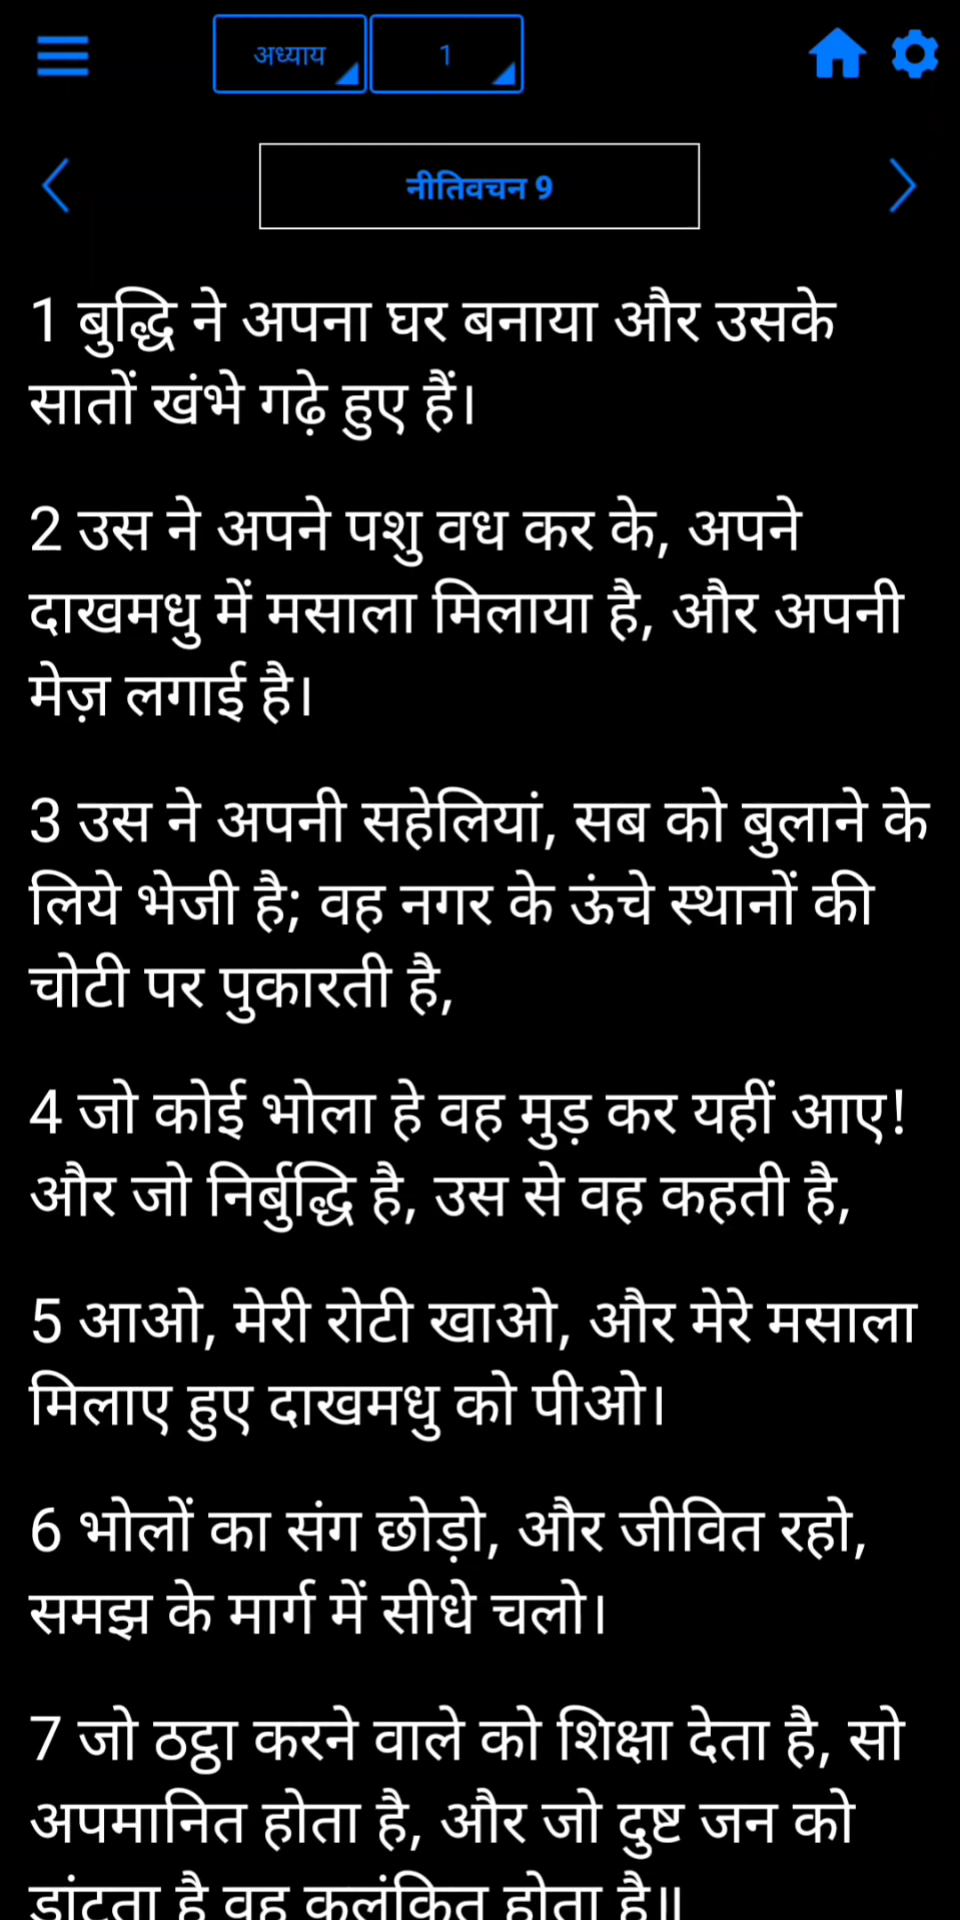 अध्याय 1
नीतिवचन 9
1 बुद्धि ने अपना घर बनाया और उसके
सातों खंभे गढ़े हुए हैं।
2 उस ने अपने पशु वध कर के, अपने
दाखमधु में मसाला मिलाया है, और अपनी
मेज़ लगाई है।
3 उस ने अपनी सहेलियां, सब को बुलाने के
लिये भेजी है; वह नगर के ऊंचे स्थानों की
चोटी पर पुकारती है,
4 जो कोई भोला हे वह मुड़ कर यहीं आए!
और जो निर्बुद्धि है, उस से वह कहती है,
5 आओ, मेरी रोटी खाओ, और मेरे मसाला
मिलाए हुए दाखमधु को पीओ।
6 भोलों का संग छोड़ो, और जीवित रहो,
समझ के मार्ग में सीधे चलो।
7 जो ठट्ठा करने वाले को शिक्षा देता है, सो
अपमानित होता है, और जो दुष्ट जन को
डांटता है वह कलंकित होता है॥